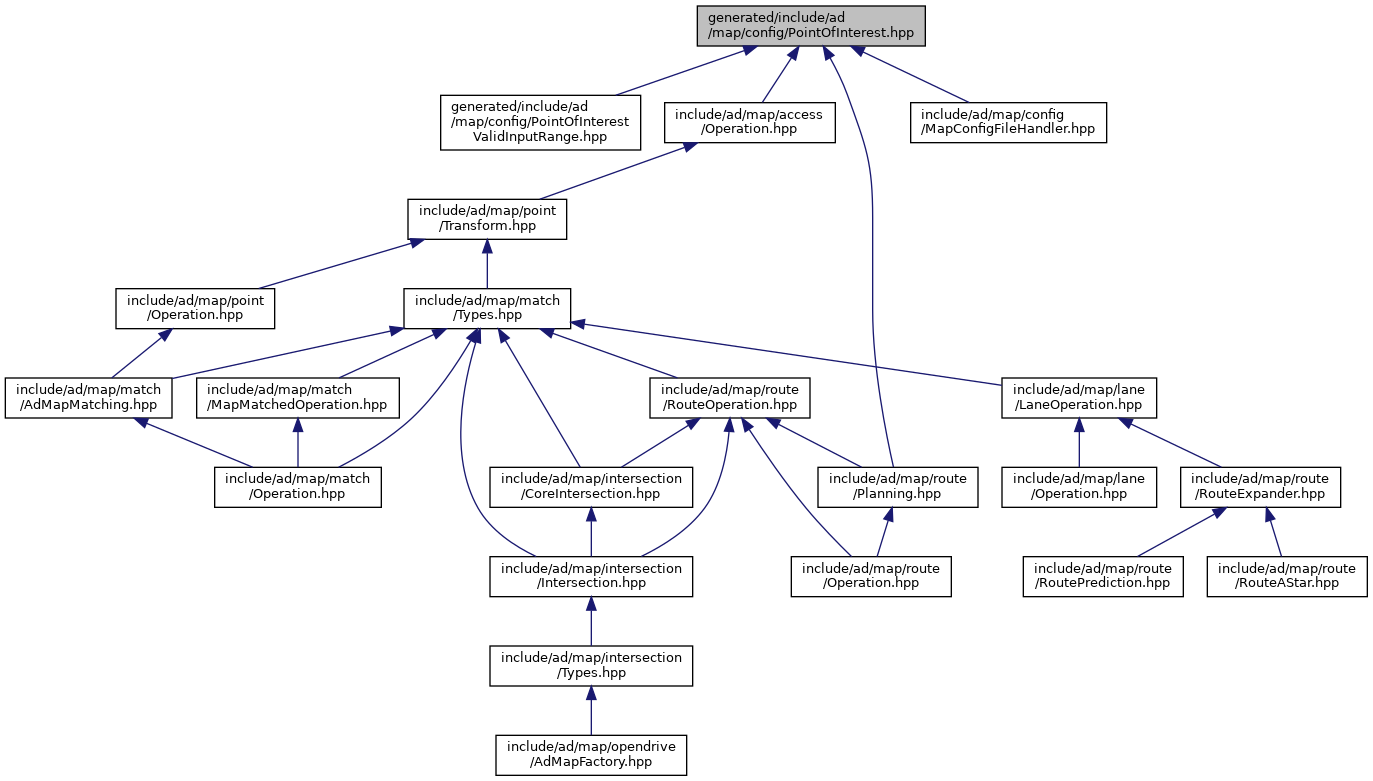 generated/include/ad
/map/config/PointOfInterest.hpp
generated/include/ad
/map/config/PointOfInterest
ValidInputRange.hpp
include/ad/map/access
/Operation.hpp
include/ad/map/config
/MapConfigFileHandler.hpp
include/ad/map/point
/Transform.hpp
include/ad/map/point
/Operation.hpp
include/ad/map/match
/Types.hpp
include/ad/map/match
/AdMapMatching.hpp
include/ad/map/match
/MapMatchedOperation.hpp
include/ad/map/route
/RouteOperation.hpp
include/ad/map/lane
/LaneOperation.hpp
include/ad/map/match
/Operation.hpp
include/ad/map/intersection
/CoreIntersection.hpp
include/ad/map/route
/Planning.hpp
include/ad/map/lane
/Operation.hpp
include/ad/map/route
/RouteExpander.hpp
include/ad/map/intersection
/Intersection.hpp
include/ad/map/route
/Operation.hpp
include/ad/map/route
/RoutePrediction.hpp
include/ad/map/route
/RouteAStar.hpp
include/ad/map/intersection
/Types.hpp
include/ad/map/opendrive
/AdMapFactory.hpp